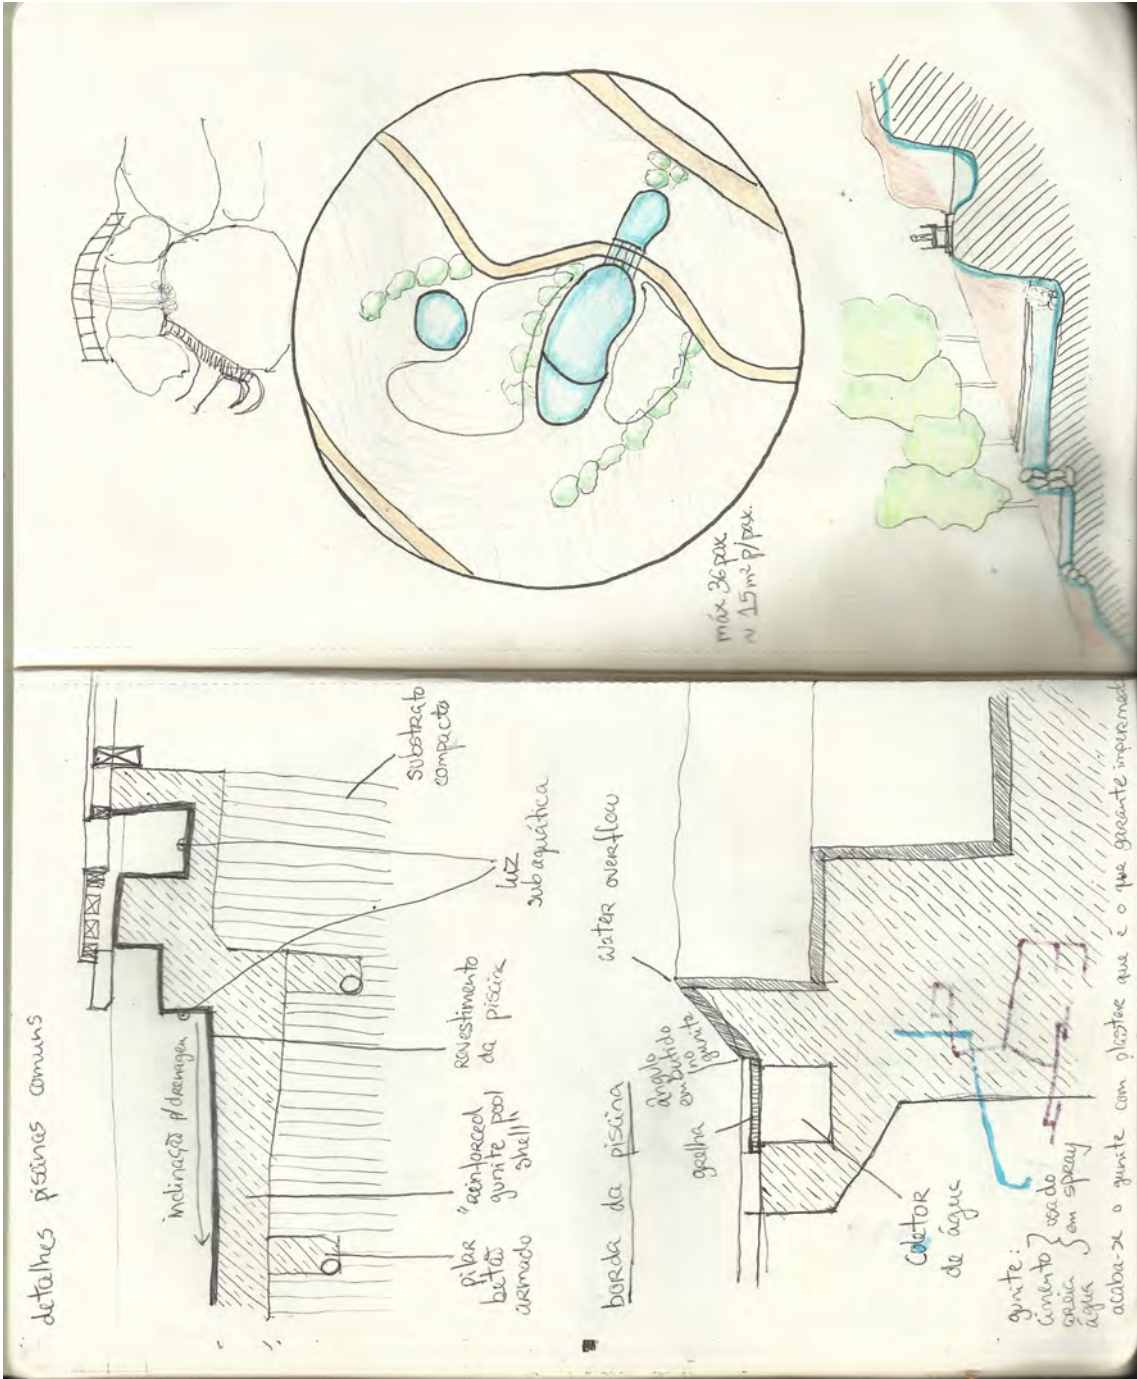 detalhes piscinas comuns
inclinação p/drenagem
pilar
betão
armado
"reinforced
gunite pool
shell"
revestimento
da piscina
luz
subaquática
substrato
compacto
borda da piscina
water overflow
ângulo
embutido
no
gunite
grelha
coletor
de água
gunite:
cimento
areia
água
usado
em spray
acaba-se o gunite com plaster que é o que garante impermeab
máx 36 pax.
~ 15m² p/pax.